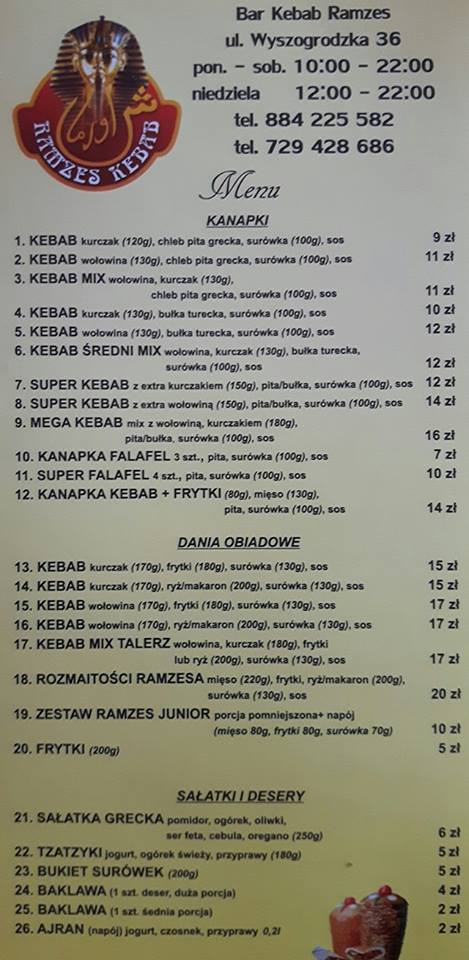 Bar Kebab Ramzes
ul. Wyszogrodzka 36
pon. - sob. 10:00 - 22:00
niedziela 12:00 - 22:00
tel. 884 225 582
tel. 729 428 686
شاورما
RAMZES KEBAB
Menu
KANAPKI
1. KEBAB kurczak (120g), chleb pita grecka, surówka (100g), sos 9 zł
2. KEBAB wołowina (130g), chleb pita grecka, surówka (100g), sos 11 zł
3. KEBAB MIX wołowina, kurczak (130g),
chleb pita grecka, surówka (100g), sos 11 zł
4. KEBAB kurczak (130g), bułka turecka, surówka (100g), sos 10 zł
5. KEBAB wołowina (130g), bułka turecka, surówka (100g), sos 12 zł
6. KEBAB ŚREDNI MIX wołowina, kurczak (130g), bułka turecka,
surówka (100g), sos 12 zł
7. SUPER KEBAB z extra kurczakiem (150g), pita/bułka, surówka (100g), sos 12 zł
8. SUPER KEBAB z extra wołowiną (150g), pita/bułka, surówka (100g), sos 14 zł
9. MEGA KEBAB mix z wołowiną, kurczakiem (180g),
pita/bułka, surówka (100g), sos 16 zł
10. KANAPKA FALAFEL 3 szt., pita, surówka (100g), sos 7 zł
11. SUPER FALAFEL 4 szt., pita, surówka (100g), sos 10 zł
12. KANAPKA KEBAB + FRYTKI (80g), mięso (130g),
pita, surówka (100g), sos 14 zł
DANIA OBIADOWE
13. KEBAB kurczak (170g), frytki (180g), surówka (130g), sos 15 zł
14. KEBAB kurczak (170g), ryż/makaron (200g), surówka (130g), sos 15 zł
15. KEBAB wołowina (170g), frytki (180g), surówka (130g), sos 17 zł
16. KEBAB wołowina (170g), ryż/makaron (200g), surówka (130g), sos 17 zł
17. KEBAB MIX TALERZ wołowina, kurczak (180g), frytki
lub ryż (200g), surówka (130g), sos 17 zł
18. ROZMAITOŚCI RAMZESA mięso (220g), frytki, ryż/makaron (200g),
surówka (130g), sos 20 zł
19. ZESTAW RAMZES JUNIOR porcja pomniejszona+ napój
(mięso 80g, frytki 80g, surówka 70g) 10 zł
20. FRYTKI (200g) 5 zł
SAŁATKI I DESERY
21. SAŁATKA GRECKA pomidor, ogórek, oliwki,
ser feta, cebula, oregano (250g) 6 zł
22. TZATZYKI jogurt, ogórek świeży, przyprawy (180g) 5 zł
23. BUKIET SURÓWEK (200g) 5 zł
24. BAKLAWA (1 szt. deser, duża porcja) 4 zł
25. BAKLAWA (1 szt. śednia porcja) 2 zł
26. AJRAN (napój) jogurt, czosnek, przyprawy 0,2l 2 zł